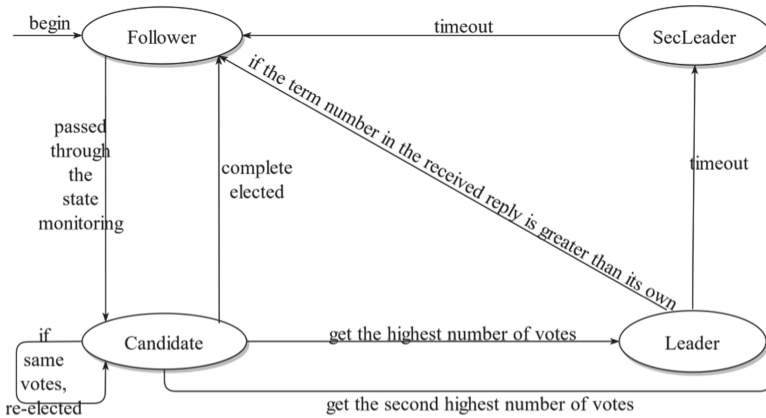 begin
Follower
timeout
SecLeader
if the term number in the received reply is greater than its own
passed
through
the
state
monitoring
complete
elected
timeout
Candidate
get the highest number of votes
Leader
if
same
votes,
re-elected
get the second highest number of votes